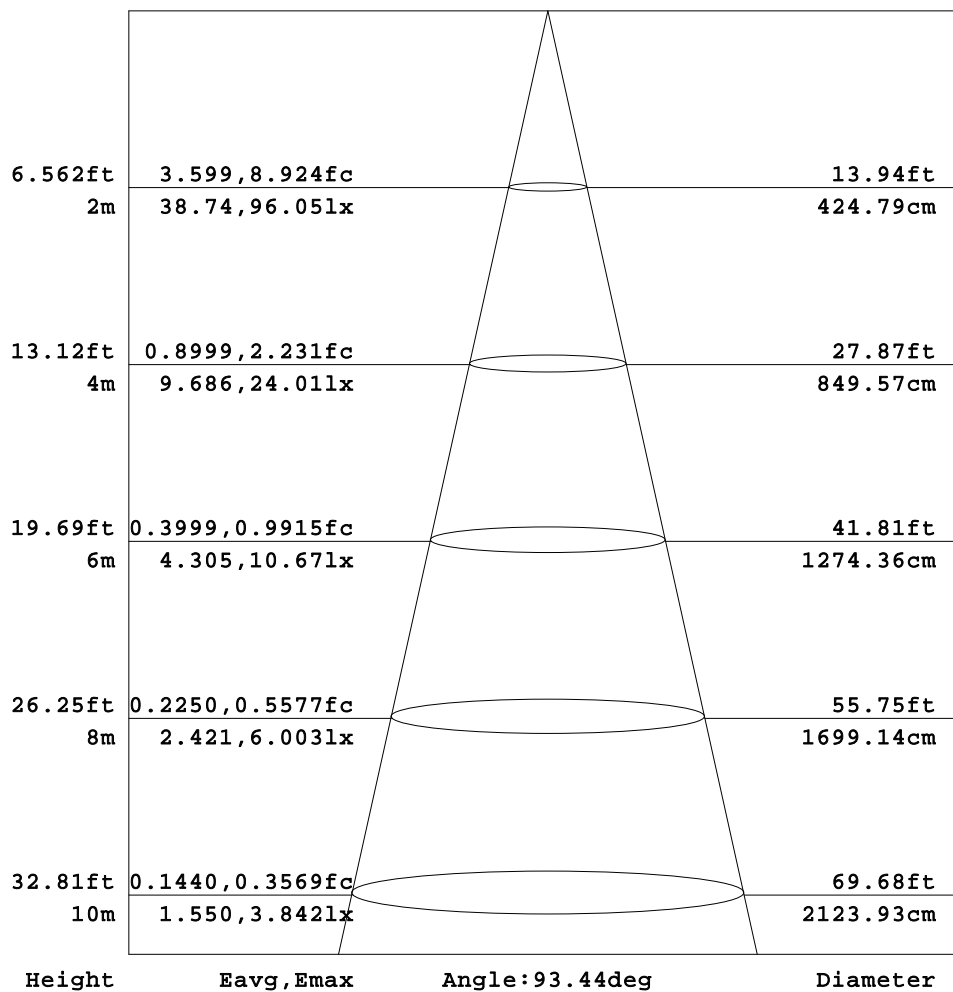 6.562ft 3.599,8.924fc 13.94ft
2m 38.74,96.05lx 424.79cm
13.12ft 0.8999,2.231fc 27.87ft
4m 9.686,24.01lx 849.57cm
19.69ft 0.3999,0.9915fc 41.81ft
6m 4.305,10.67lx 1274.36cm
26.25ft 0.2250,0.5577fc 55.75ft
8m 2.421,6.003lx 1699.14cm
32.81ft 0.1440,0.3569fc 69.68ft
10m 1.550,3.842lx 2123.93cm
Height Eavg,Emax Angle:93.44deg Diameter